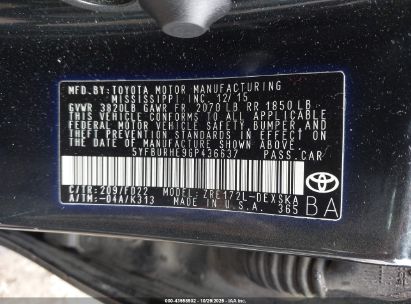 MFD.BY: TOYOTA MOTOR MANUFACTURING
MISSISSIPPI INC. 12/15
GVWR 3820LB GAWR FR 2070LB RR 1850LB
THIS VEHICLE CONFORMS TO ALL APPLICABLE
FEDERAL MOTOR VEHICLE SAFETY, BUMPER AND
THEFT PREVENTION STANDARDS IN EFFECT ON
THE DATE OF MANUFACTURE SHOWN ABOVE.
5YFBURHE9GP436637 PASS.CAR
C/TR: 209/FD22 MODEL: ZRE172L-DEXSKA
A/TM: -04A/K313 MADE IN U.S.A. 365
BA